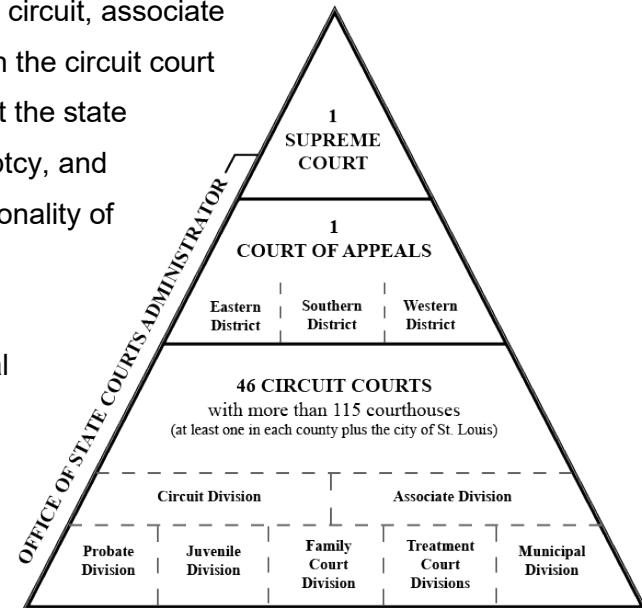 circuit, associate
the circuit court
t the state
tcy, and
onality of
al
OFFICE OF STATE COURTS ADMINISTRATOR
1
SUPREME
COURT
1
COURT OF APPEALS
Eastern
District
Southern
District
Western
District
46 CIRCUIT COURTS
with more than 115 courthouses
(at least one in each county plus the city of St. Louis)
Circuit Division
Associate Division
Probate
Division
Juvenile
Division
Family
Court
Division
Treatment
Court
Divisions
Municipal
Division